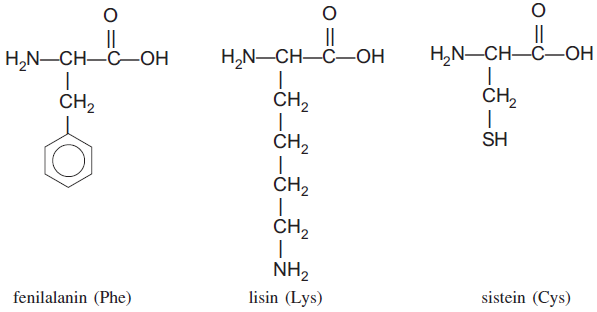 O O O
H₂N—CH—C—OH H₂N—CH—C—OH H₂N—CH—C—OH
CH₂ CH₂ CH₂
CH₂ SH
CH₂
CH₂
NH₂
fenilalanin (Phe) lisin (Lys) sistein (Cys)